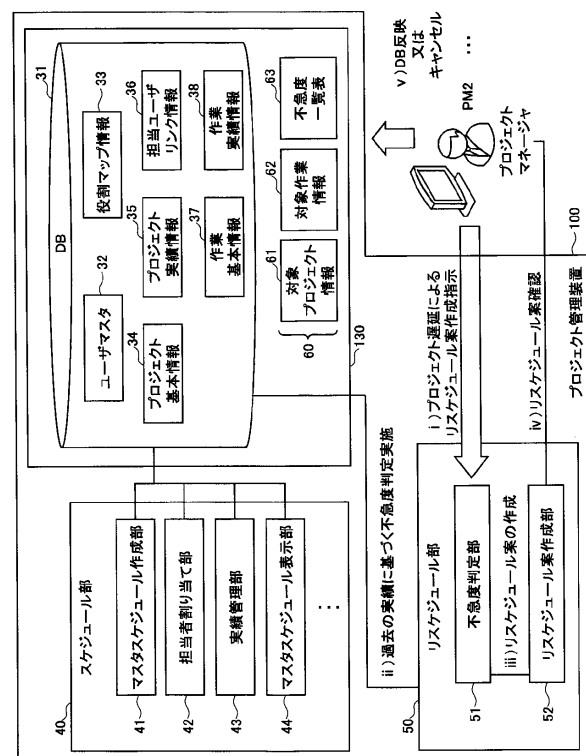 31
DB
32
ユーザマスタ
33
役割マップ情報
34
プロジェクト
基本情報
35
プロジェクト
実績情報
36
担当ユーザ
リンク情報
37
作業
基本情報
38
作業
実績情報
60
61
対象
プロジェクト
情報
62
対象作業
情報
63
不急度
一覧表
130
40
スケジュール部
41
マスタスケジュール作成部
42
担当者割り当て部
43
実績管理部
44
マスタスケジュール表示部
⋮
ii)過去の実績に基づく不急度判定実施
i)プロジェクト遅延による
リスケジュール案作成指示
v)DB反映
又は
キャンセル
PM2
…
プロジェクト
マネージャ
50
リスケジュール部
51
不急度判定部
iii)リスケジュール案の作成
52
リスケジュール案作成部
iv)リスケジュール案確認
プロジェクト管理装置
100